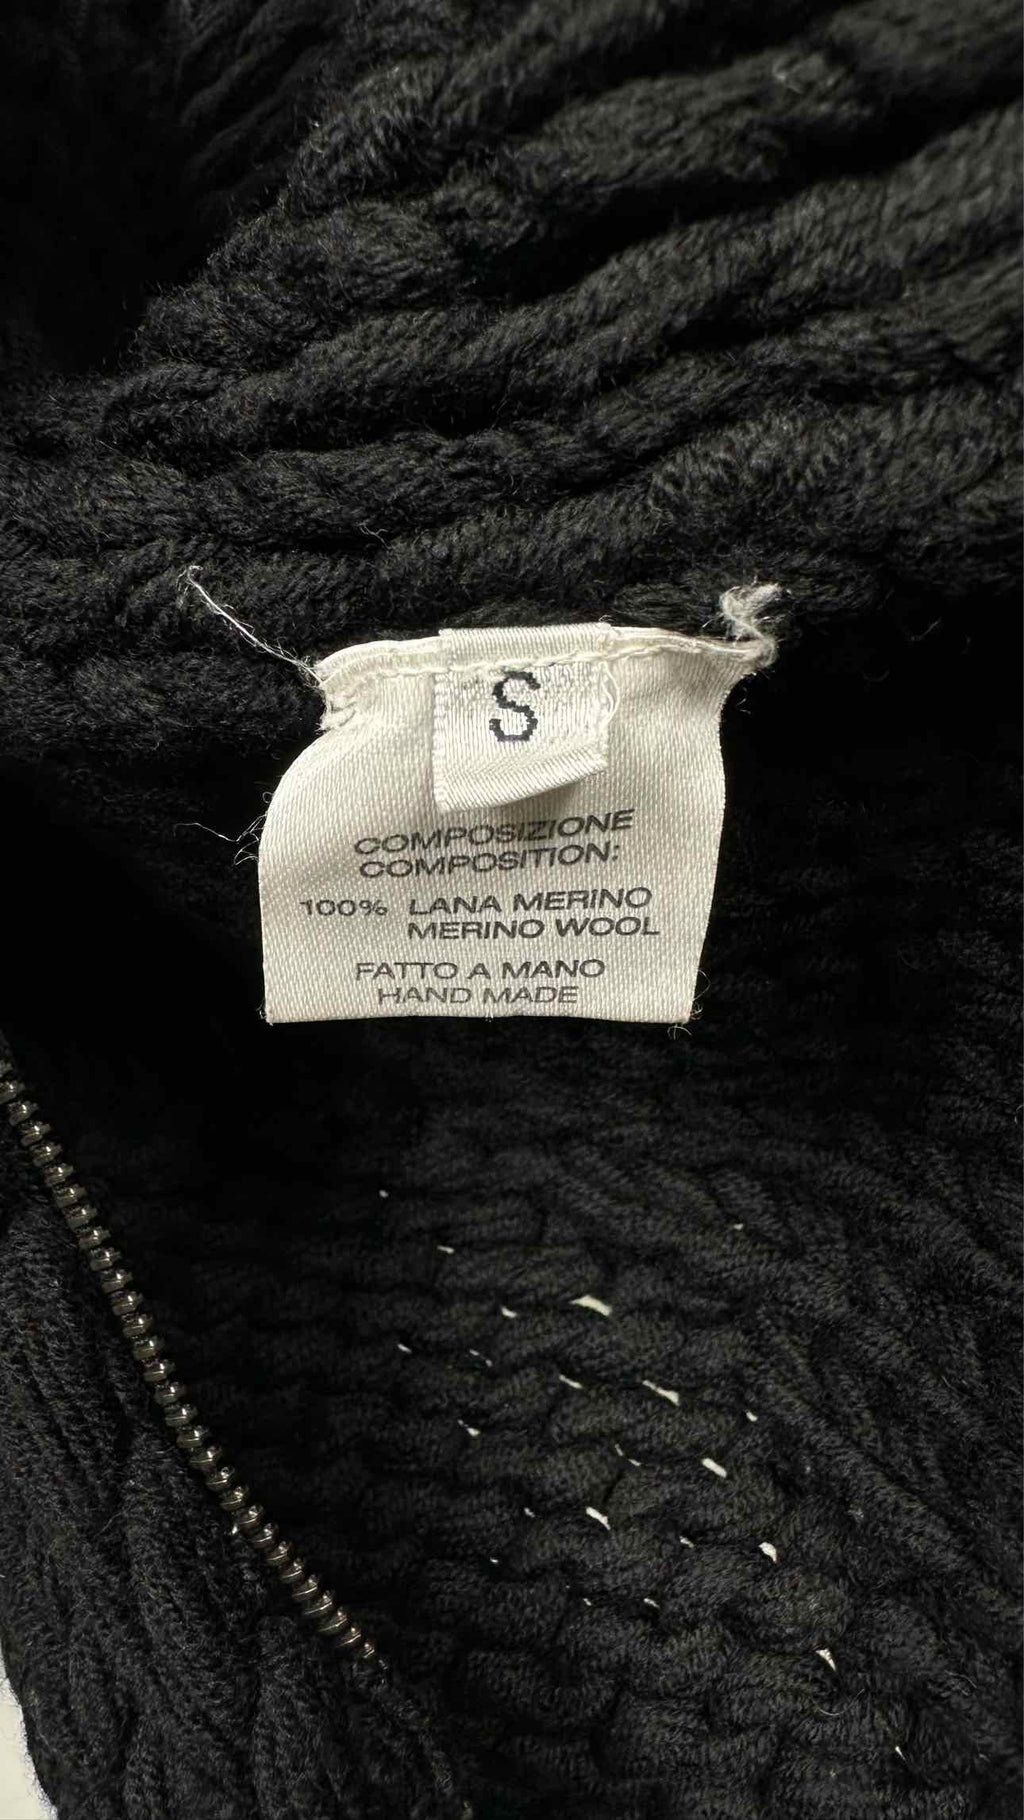 S
COMPOSIZIONE
COMPOSITION:
100% LANA MERINO
MERINO WOOL
FATTO A MANO
HAND MADE